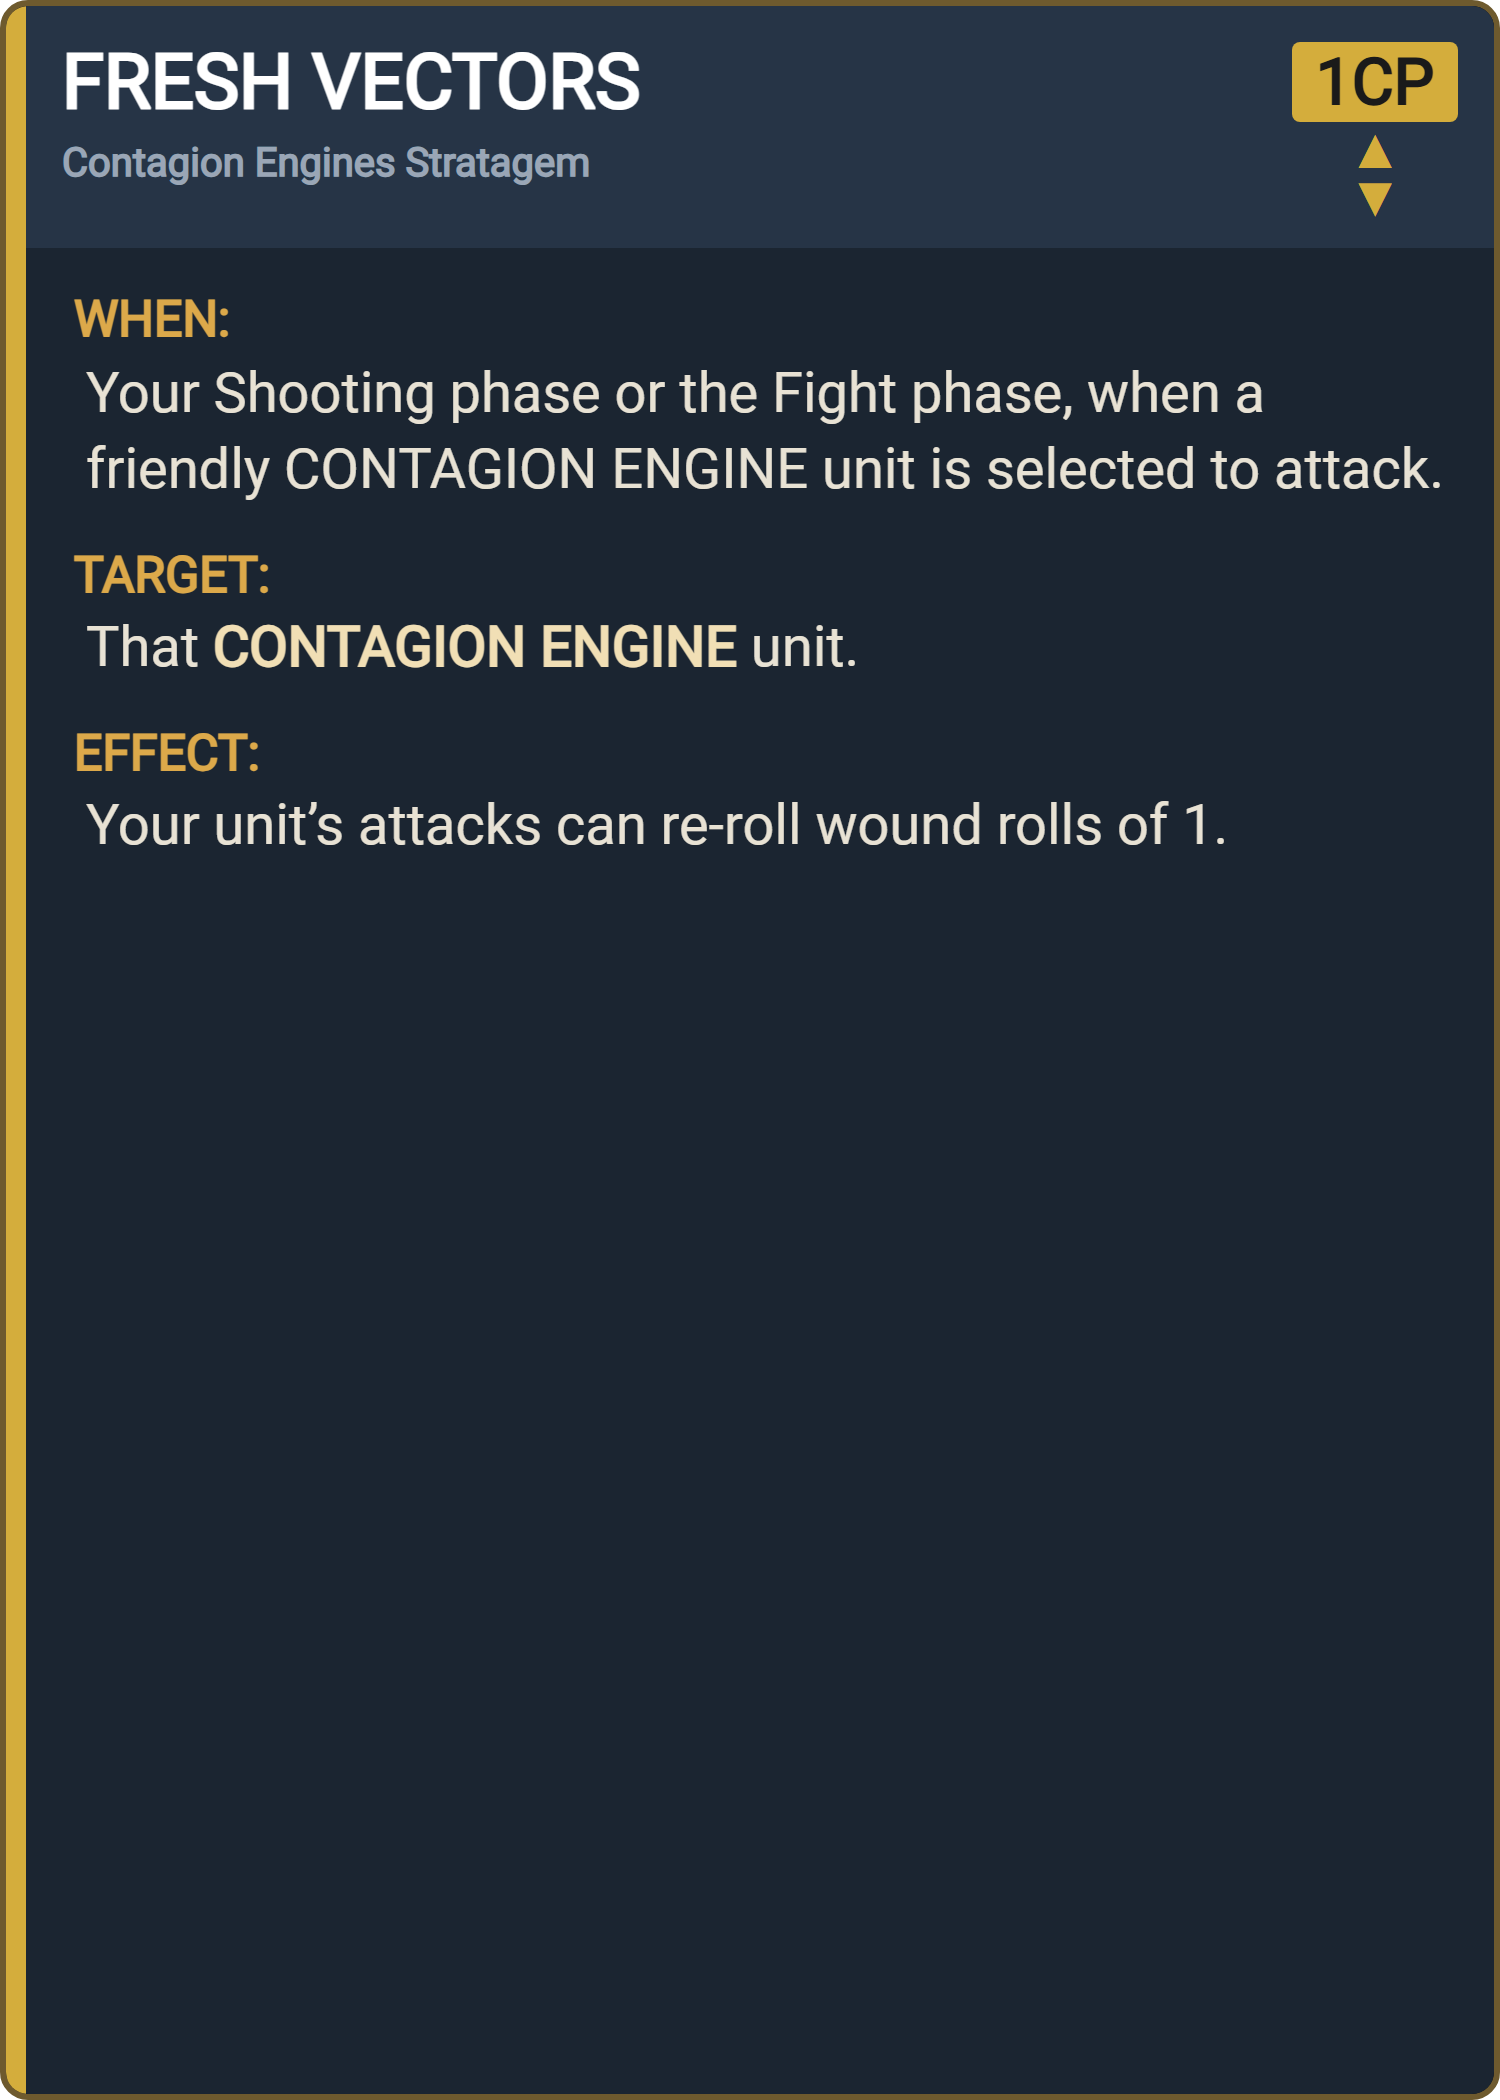 FRESH VECTORS
1CP
Contagion Engines Stratagem
▲
▼
WHEN:
Your Shooting phase or the Fight phase, when a
friendly CONTAGION ENGINE unit is selected to attack.
TARGET:
That CONTAGION ENGINE unit.
EFFECT:
Your unit’s attacks can re-roll wound rolls of 1.